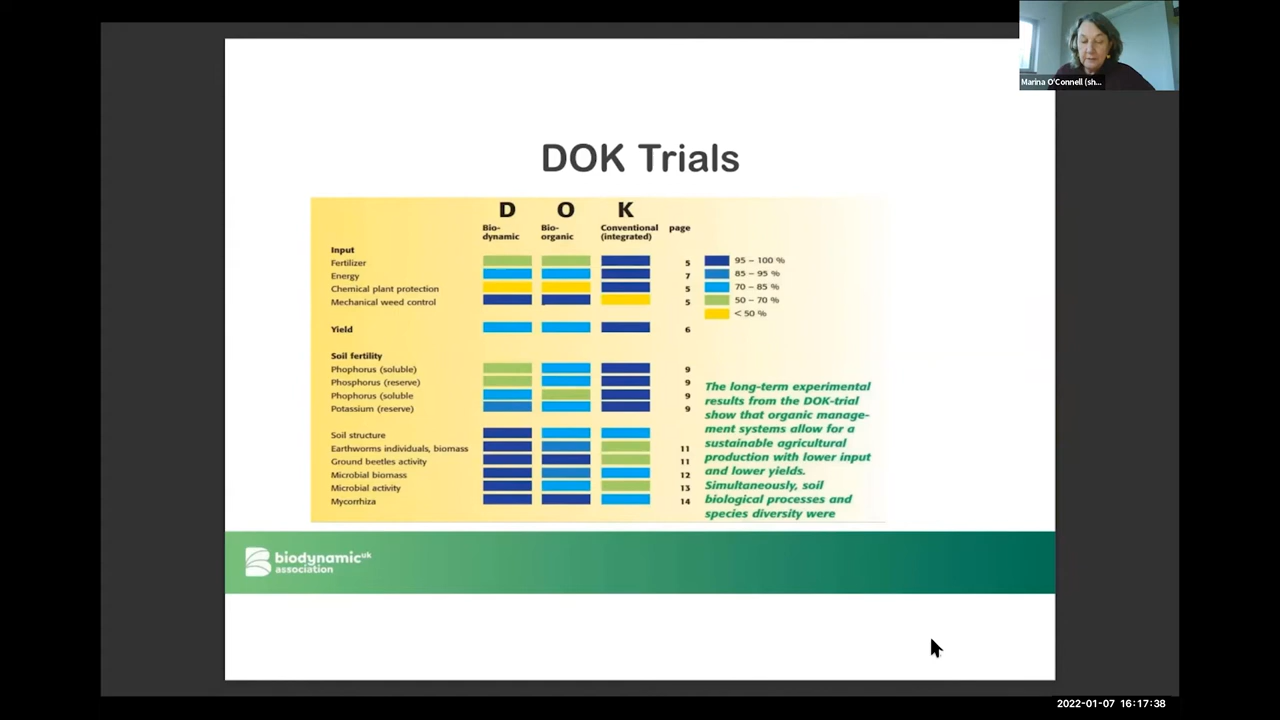 Marina O'Connell (sh...
DOK Trials
D O K
Bio-dynamic Bio-organic Conventional (integrated) page
Input
Fertilizer 5
Energy 7
Chemical plant protection 5
Mechanical weed control 5
Yield 6
Soil fertility
Phophorus (soluble) 9
Phosphorus (reserve) 9
Phophorus (soluble 9
Potassium (reserve) 9
Soil structure
Earthworms individuals, biomass 11
Ground beetles activity 11
Microbial biomass 12
Microbial activity 13
Mycorrhiza 14
95 – 100 %
85 – 95 %
70 – 85 %
50 – 70 %
< 50 %
The long-term experimental
results from the DOK-trial
show that organic manage-
ment systems allow for a
sustainable agricultural
production with lower input
and lower yields.
Simultaneously, soil
biological processes and
species diversity were
biodynamic uk
association
2022-01-07 16:17:38